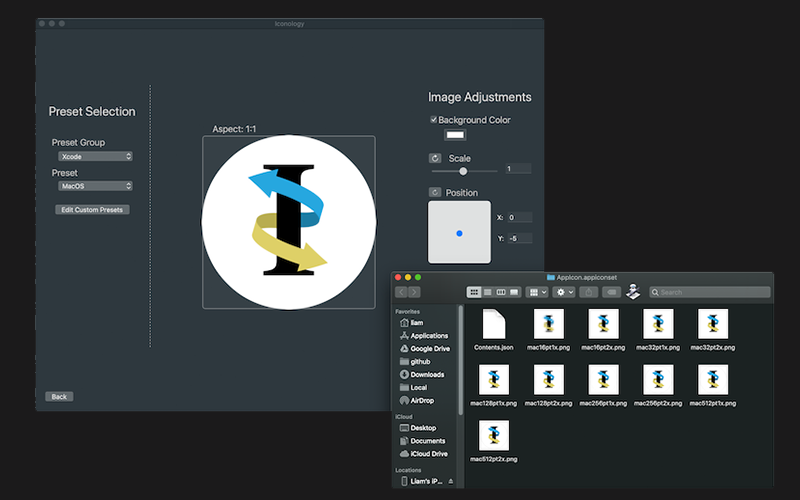 Iconology
Preset Selection
Preset Group
Xcode
Preset
MacOS
Edit Custom Presets
Back
Aspect: 1:1
I
Image Adjustments
Background Color
Scale
1
Position
X: 0
Y: -5
AppIcon.appiconset
Search
Favorites
liam
Applications
Google Drive
github
Downloads
Local
AirDrop
iCloud
Desktop
Documents
iCloud Drive
Locations
Liam's iP...
Contents.json
mac16pt1x.png
mac16pt2x.png
mac32pt1x.png
mac32pt2x.png
mac128pt1x.png
mac128pt2x.png
mac256pt1x.png
mac256pt2x.png
mac512pt1x.png
mac512pt2x.png